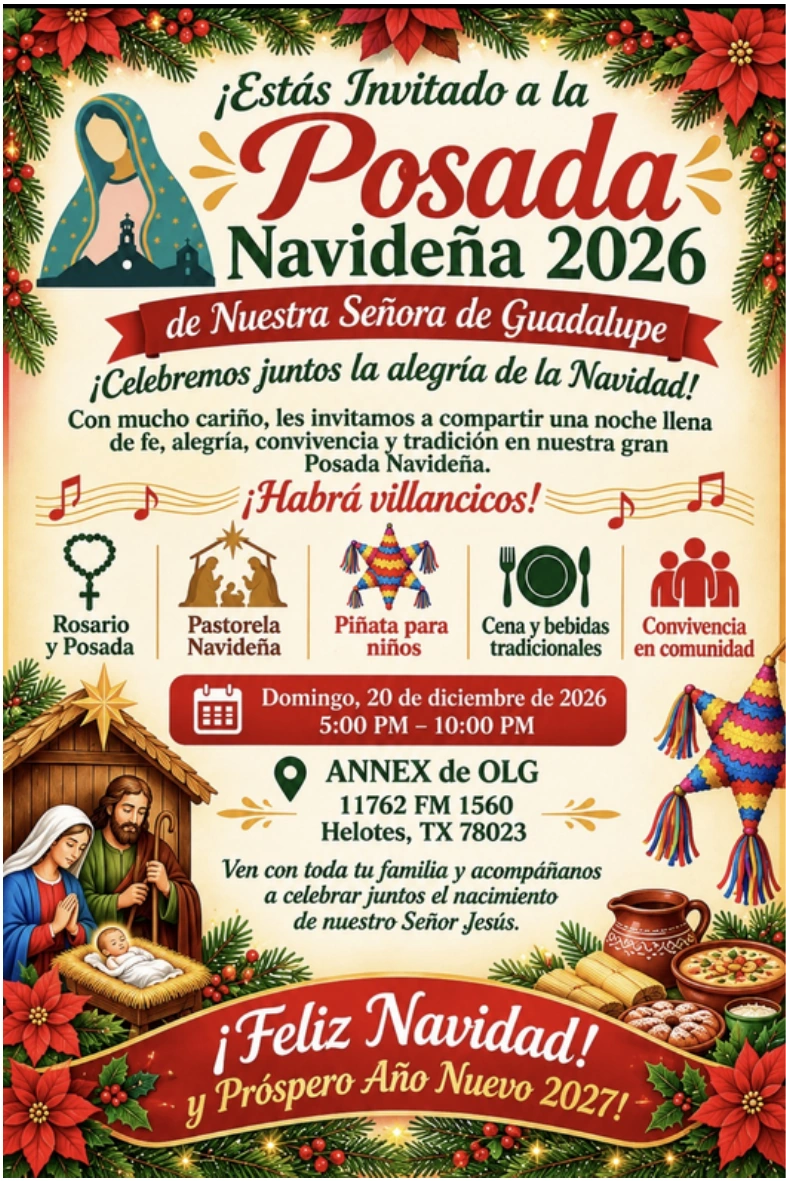 ¡Estás Invitado a la
Posada
Navideña 2026
de Nuestra Señora de Guadalupe
¡Celebremos juntos la alegría de la Navidad!
Con mucho cariño, les invitamos a compartir una noche llena
de fe, alegría, convivencia y tradición en nuestra gran
Posada Navideña.
¡Habrá villancicos!
Rosario
y Posada
Pastorela
Navideña
Piñata para
niños
Cena y bebidas
tradicionales
Convivencia
en comunidad
Domingo, 20 de diciembre de 2026
5:00 PM – 10:00 PM
ANNEX de OLG
11762 FM 1560
Helotes, TX 78023
Ven con toda tu familia y acompáñanos
a celebrar juntos el nacimiento
de nuestro Señor Jesús.
¡Feliz Navidad!
y Próspero Año Nuevo 2027!